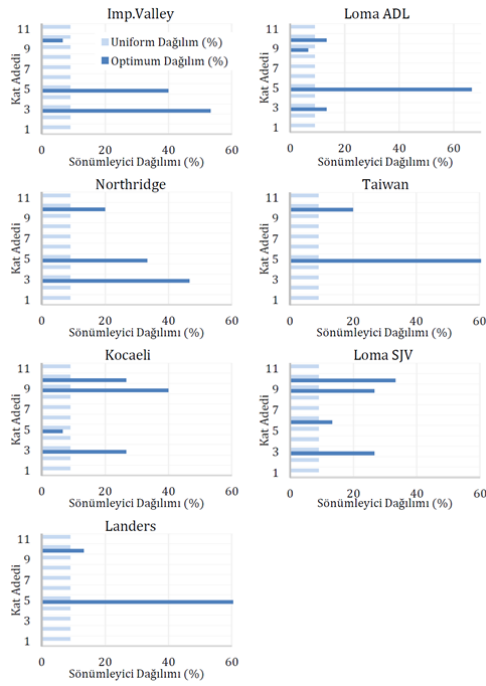 Imp.Valley
11
9
7
5
3
1
Kat Adedi
Uniform Dağılım (%)
Optimum Dağılım (%)
0 20 40 60
Sönümleyici Dağılımı (%)
Loma ADL
11
9
7
5
3
1
Kat Adedi
0 20 40 60
Sönümleyici Dağılımı (%)
Northridge
11
9
7
5
3
1
Kat Adedi
0 20 40 60
Sönümleyici Dağılımı (%)
Taiwan
11
9
7
5
3
1
Kat Adedi
0 20 40 60
Sönümleyici Dağılımı (%)
Kocaeli
11
9
7
5
3
1
Kat Adedi
0 20 40 60
Sönümleyici Dağılımı (%)
Loma SJV
11
9
7
5
3
1
Kat Adedi
0 20 40 60
Sönümleyici Dağılımı (%)
Landers
11
9
7
5
3
1
Kat Adedi
0 20 40 60
Sönümleyici Dağılımı (%)